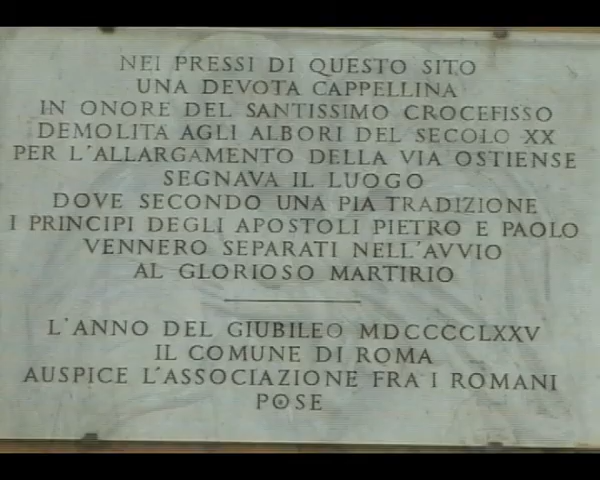 NEI PRESSI DI QUESTO SITO
UNA DEVOTA CAPPELLINA
IN ONORE DEL SANTISSIMO CROCEFISSO
DEMOLITA AGLI ALBORI DEL SECOLO XX
PER L'ALLARGAMENTO DELLA VIA OSTIENSE
SEGNAVA IL LUOGO
DOVE SECONDO UNA PIA TRADIZIONE
I PRINCIPI DEGLI APOSTOLI PIETRO E PAOLO
VENNERO SEPARATI NELL'AVVIO
AL GLORIOSO MARTIRIO
L'ANNO DEL GIUBILEO MDCCCCLXXV
IL COMUNE DI ROMA
AUSPICE L'ASSOCIAZIONE FRA I ROMANI
POSE